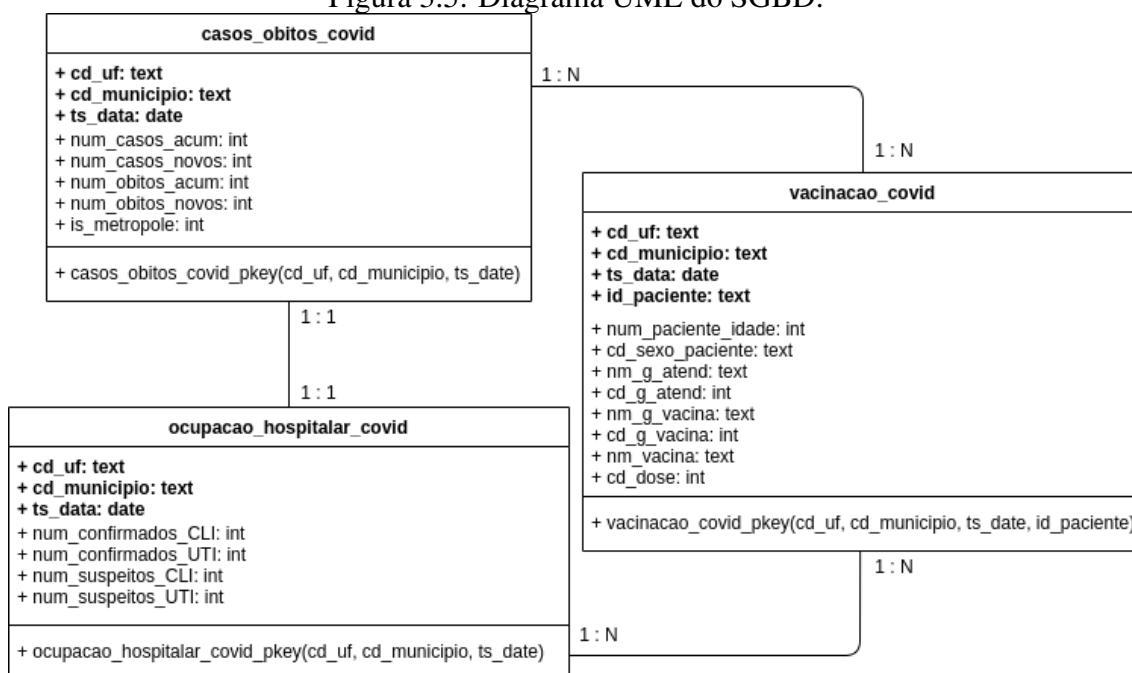 Figura 3.3: Diagrama UML do SGBD.
casos_obitos_covid
+ cd_uf: text
+ cd_municipio: text
+ ts_data: date
+ num_casos_acum: int
+ num_casos_novos: int
+ num_obitos_acum: int
+ num_obitos_novos: int
+ is_metropole: int
+ casos_obitos_covid_pkey(cd_uf, cd_municipio, ts_date)
1 : N
1 : N
1 : 1
1 : 1
vacinacao_covid
+ cd_uf: text
+ cd_municipio: text
+ ts_data: date
+ id_paciente: text
+ num_paciente_idade: int
+ cd_sexo_paciente: text
+ nm_g_atend: text
+ cd_g_atend: int
+ nm_g_vacina: text
+ cd_g_vacina: int
+ nm_vacina: text
+ cd_dose: int
+ vacinacao_covid_pkey(cd_uf, cd_municipio, ts_date, id_paciente)
1 : N
ocupacao_hospitalar_covid
+ cd_uf: text
+ cd_municipio: text
+ ts_data: date
+ num_confirmados_CLI: int
+ num_confirmados_UTI: int
+ num_suspeitos_CLI: int
+ num_suspeitos_UTI: int
+ ocupacao_hospitalar_covid_pkey(cd_uf, cd_municipio, ts_date)
1 : N